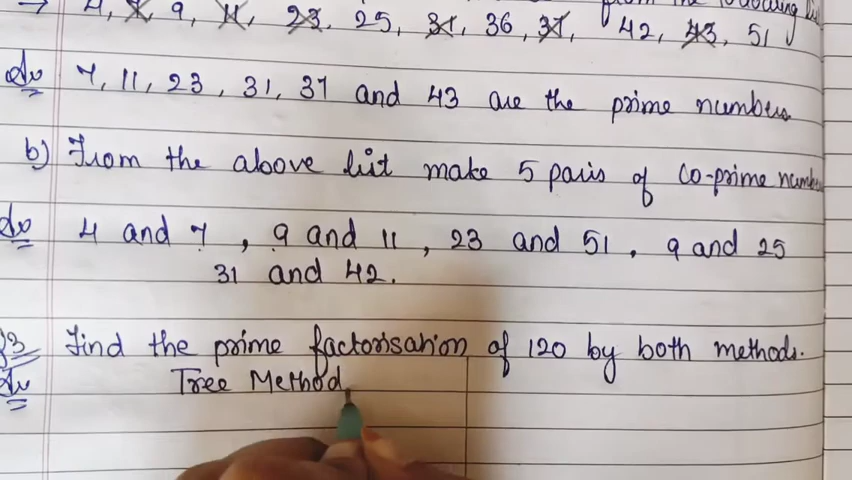 → 4, 7, 9, 11, 23, 25, 31, 36, 37, 42, 43, 51
Ans 7, 11, 23, 31, 37 and 43 are the prime numbers
b) From the above list make 5 pairs of co-prime number
Ans 4 and 7, 9 and 11, 23 and 51, 9 and 25
31 and 42.
Q3 Find the prime factorisation of 120 by both methods.
Ans Tree Method